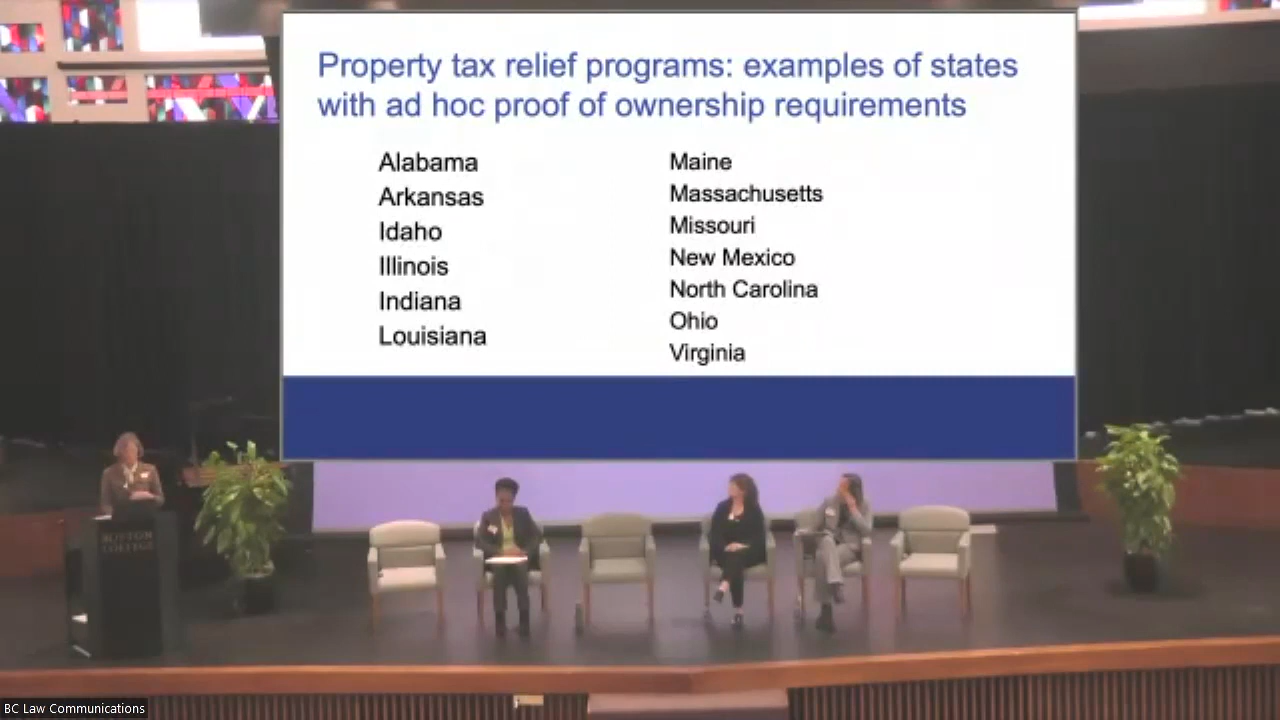 Property tax relief programs: examples of states
with ad hoc proof of ownership requirements
Alabama
Arkansas
Idaho
Illinois
Indiana
Louisiana
Maine
Massachusetts
Missouri
New Mexico
North Carolina
Ohio
Virginia
BOSTON
COLLEGE
BC Law Communications